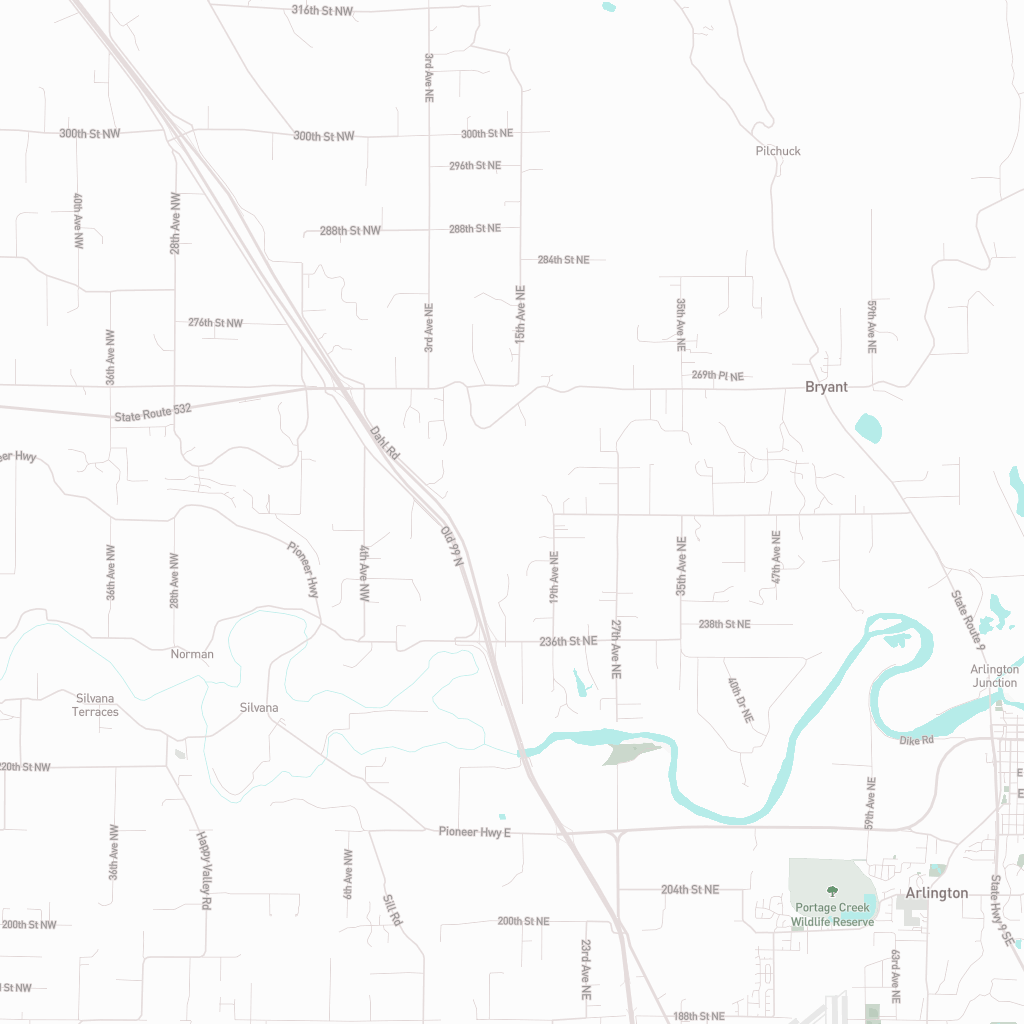 316th St NW
3rd Ave NE
300th St NW
300th St NW
300th St NE
Pilchuck
296th St NE
40th Ave NW
28th Ave NW
288th St NW
288th St NE
284th St NE
15th Ave NE
276th St NW
3rd Ave NE
35th Ave NE
59th Ave NE
36th Ave NW
269th Pl NE
Bryant
State Route 532
Dahl Rd
Hwy
Old 99 N
36th Ave NW
28th Ave NW
Pioneer Hwy
4th Ave NW
19th Ave NE
35th Ave NE
47th Ave NE
State Route 9
236th St NE
27th Ave NE
238th St NE
Norman
Arlington
Junction
Silvana
Terraces
Silvana
40th Dr NE
Dike Rd
220th St NW
E
E
59th Ave NE
Pioneer Hwy E
36th Ave NW
Happy Valley Rd
6th Ave NW
Sill Rd
204th St NE
Portage Creek
Wildlife Reserve
Arlington
State Hwy 9 SE
200th St NW
200th St NE
23rd Ave NE
63rd Ave NE
St NW
188th St NE